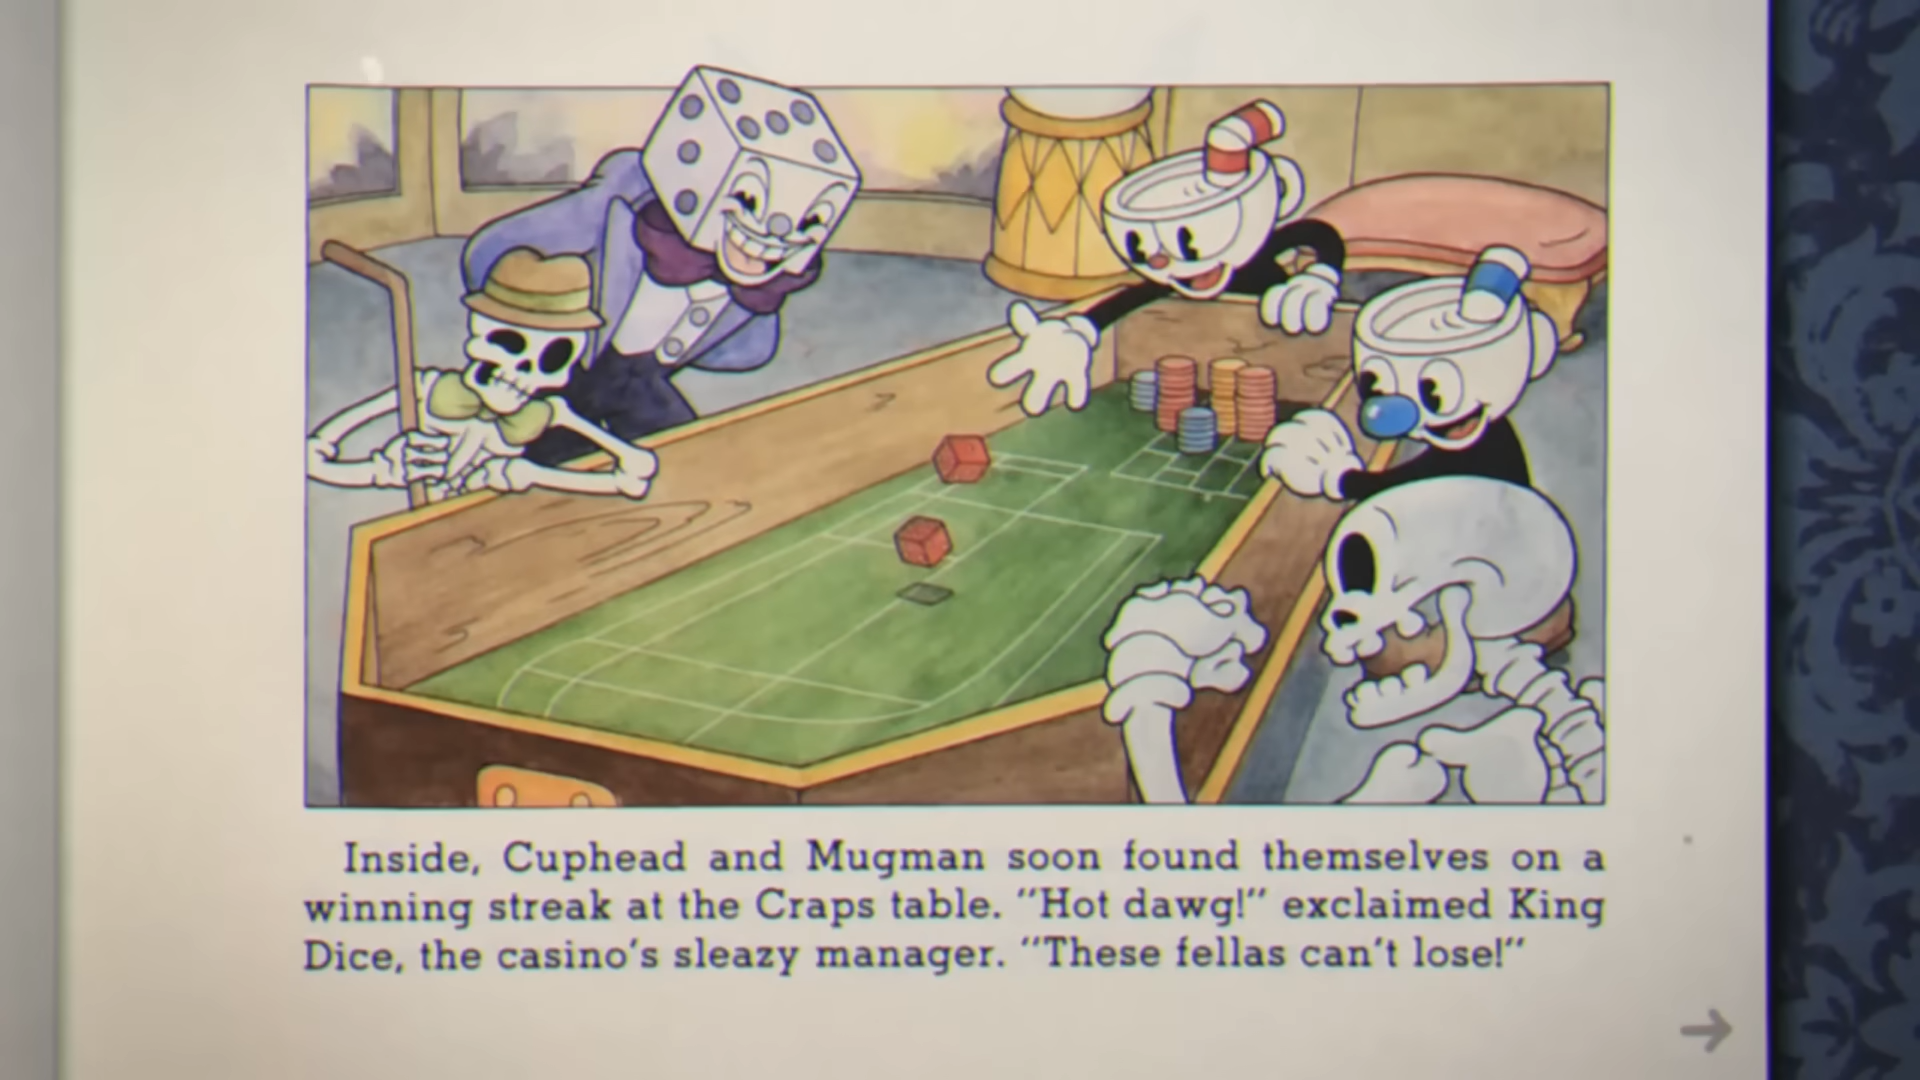 Inside, Cuphead and Mugman soon found themselves on a
winning streak at the Craps table. “Hot dawg!” exclaimed King
Dice, the casino’s sleazy manager. “These fellas can’t lose!”